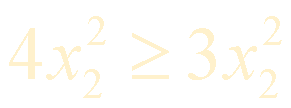 4x₂² ≥ 3x₂²